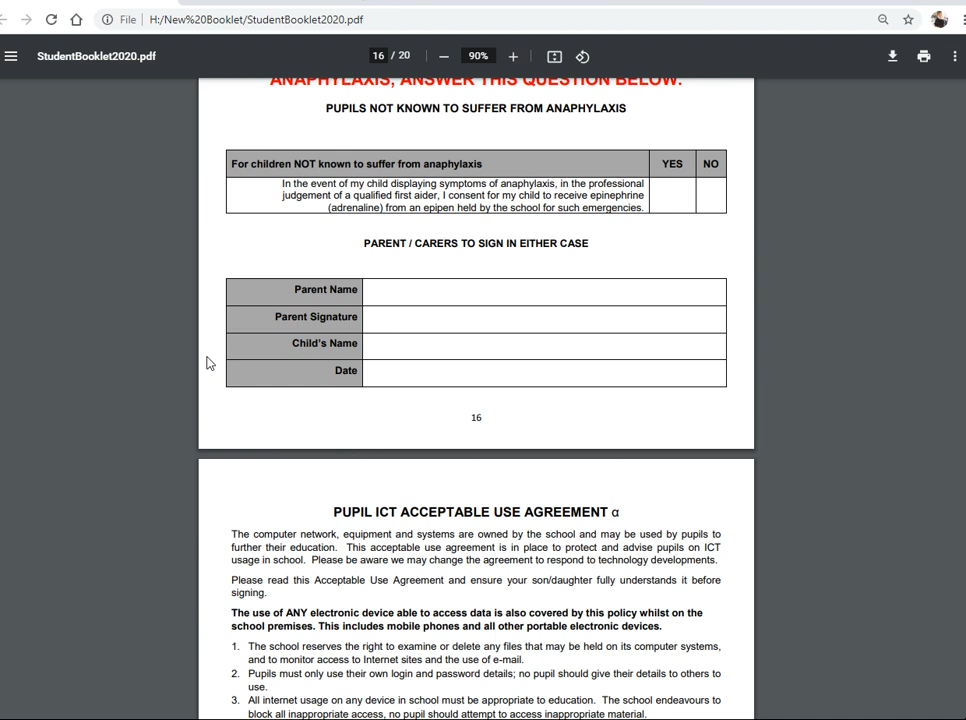 File
H:/New%20Booklet/StudentBooklet2020.pdf
StudentBooklet2020.pdf
16 / 20
90%
ANAPHYLAXIS, ANSWER THIS QUESTION BELOW.
PUPILS NOT KNOWN TO SUFFER FROM ANAPHYLAXIS
For children NOT known to suffer from anaphylaxis YES NO
In the event of my child displaying symptoms of anaphylaxis, in the professional
judgement of a qualified first aider, I consent for my child to receive epinephrine
(adrenaline) from an epipen held by the school for such emergencies.
PARENT / CARERS TO SIGN IN EITHER CASE
Parent Name
Parent Signature
Child's Name
Date
16
PUPIL ICT ACCEPTABLE USE AGREEMENT α
The computer network, equipment and systems are owned by the school and may be used by pupils to
further their education. This acceptable use agreement is in place to protect and advise pupils on ICT
usage in school. Please be aware we may change the agreement to respond to technology developments.
Please read this Acceptable Use Agreement and ensure your son/daughter fully understands it before
signing.
The use of ANY electronic device able to access data is also covered by this policy whilst on the
school premises. This includes mobile phones and all other portable electronic devices.
1. The school reserves the right to examine or delete any files that may be held on its computer systems,
and to monitor access to Internet sites and the use of e-mail.
2. Pupils must only use their own login and password details; no pupil should give their details to others to
use.
3. All internet usage on any device in school must be appropriate to education. The school endeavours to
block all inappropriate access, no pupil should attempt to access inappropriate material.